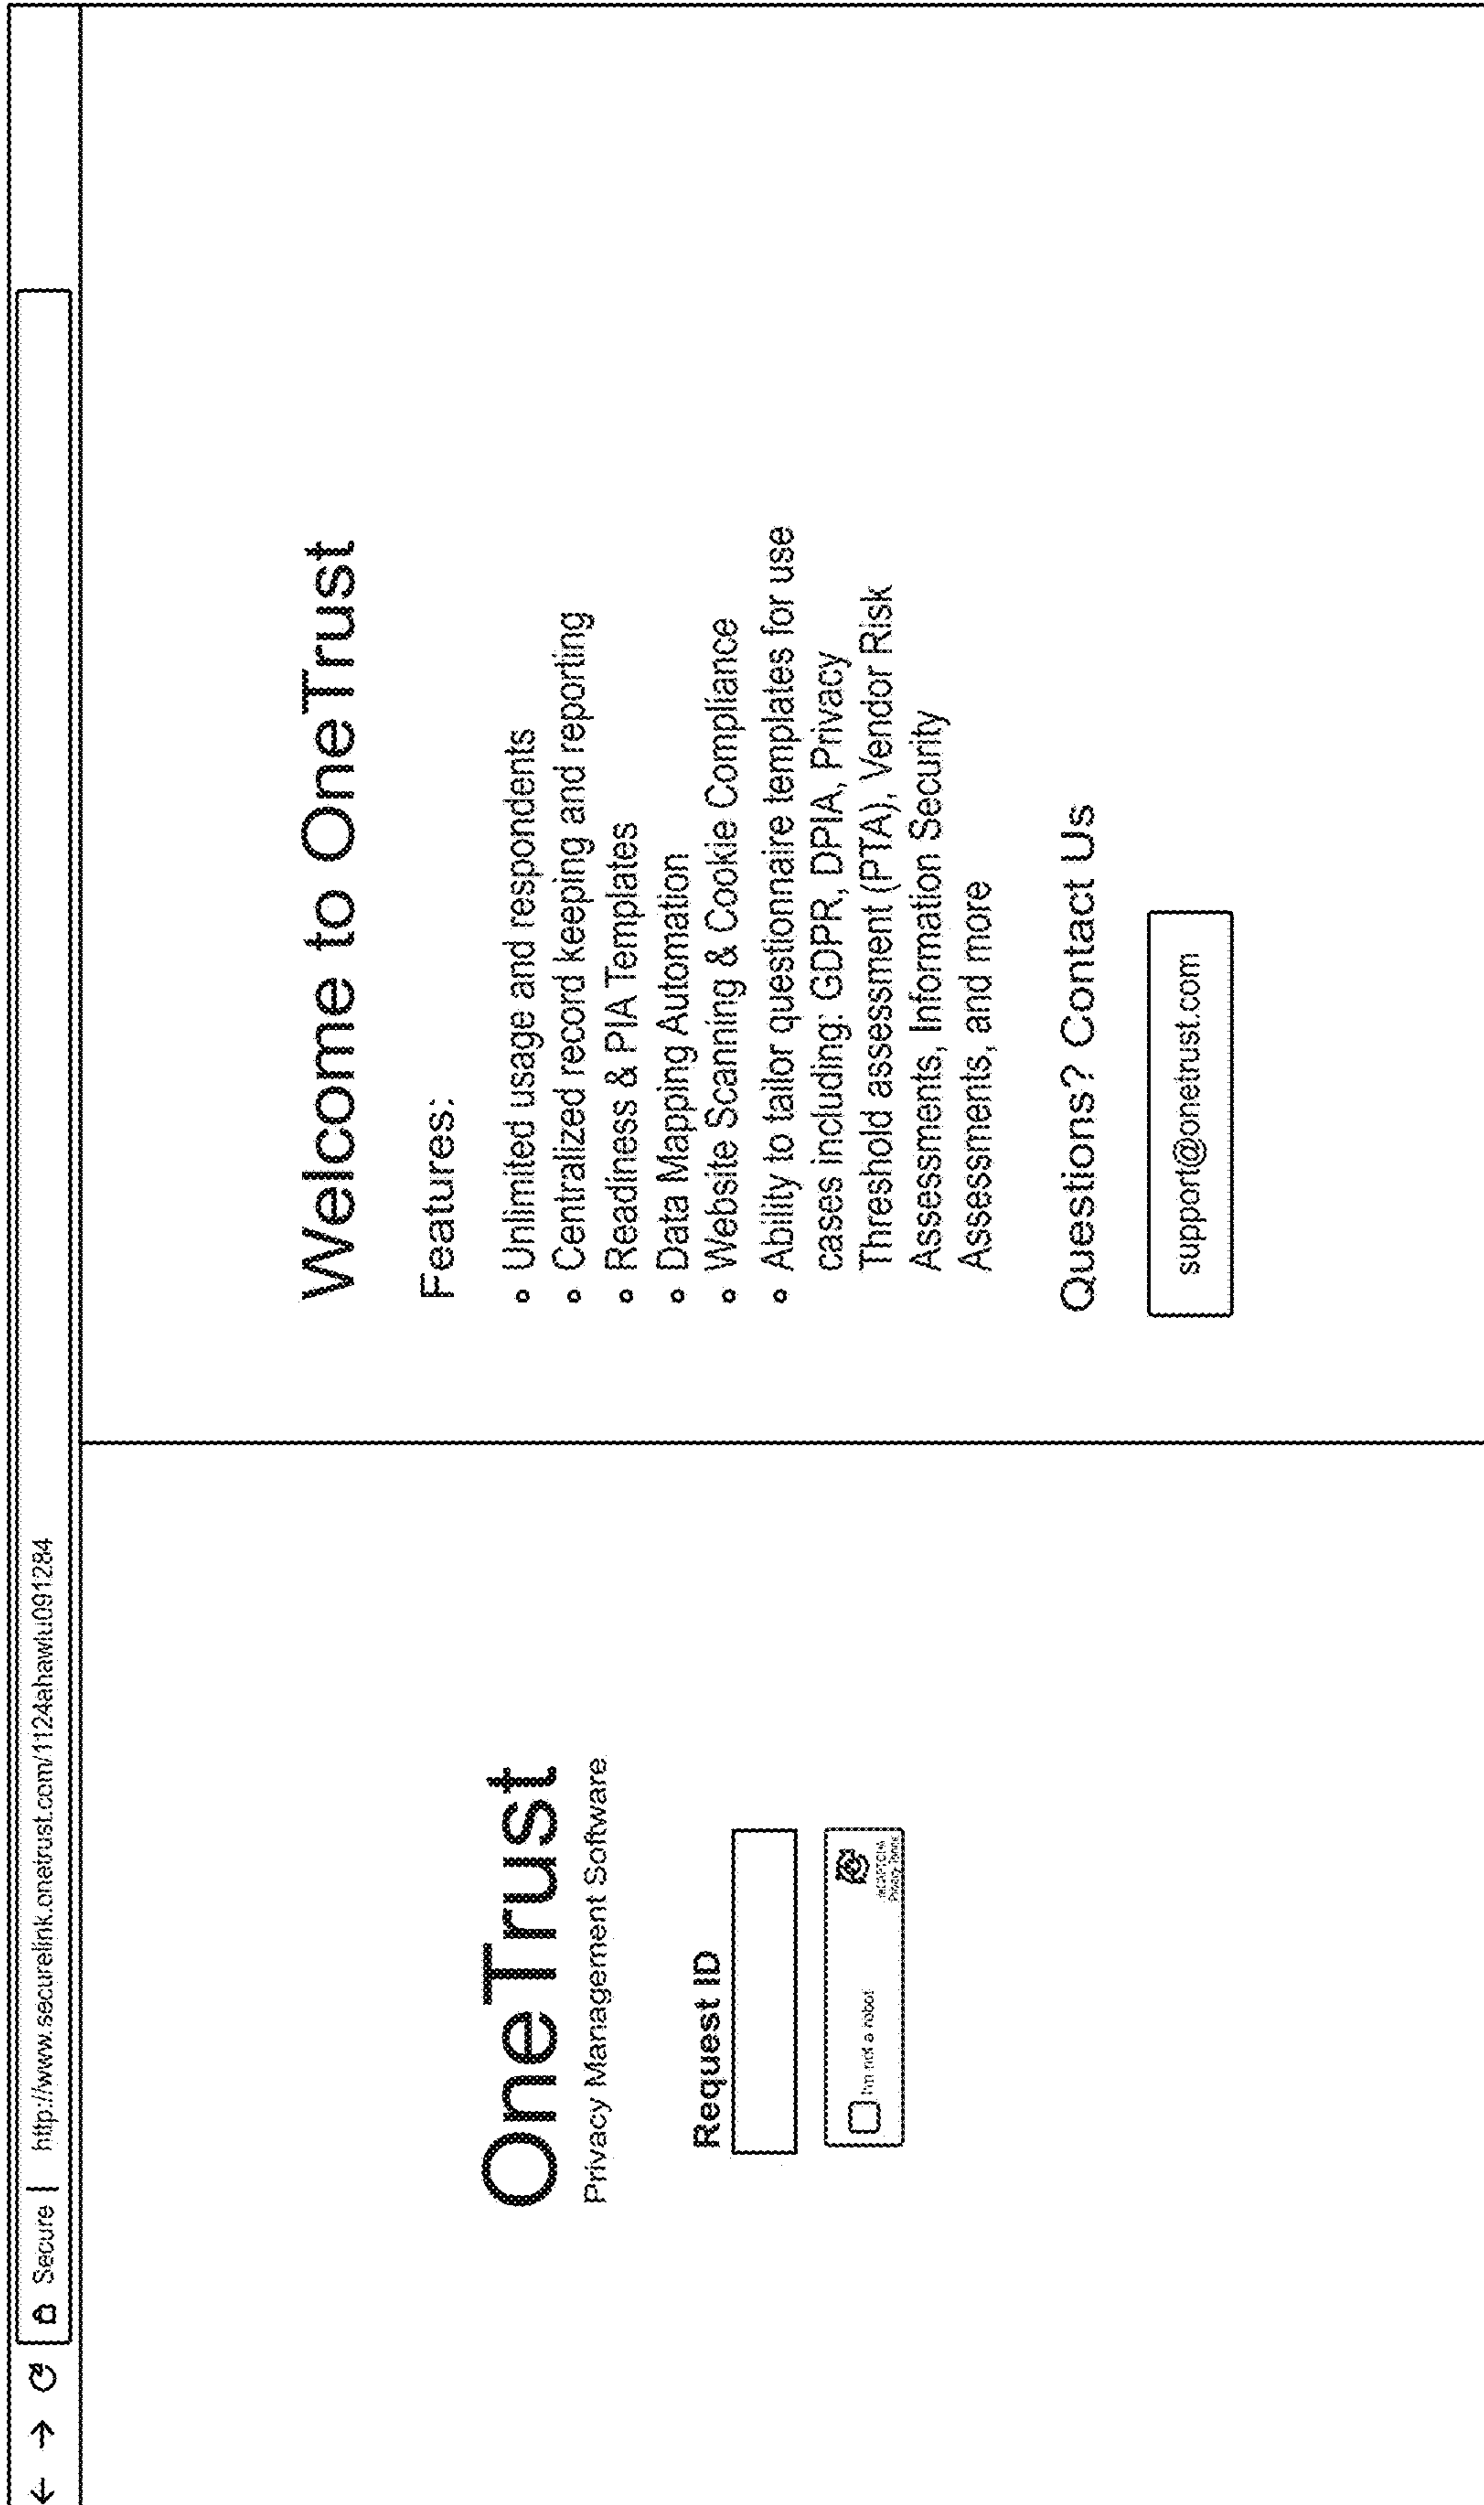 Secure | http://www.securelink.onetrust.com/1124ahawlu091284
OneTrust
Privacy Management Software
Request ID
I'm not a robot
reCAPTCHA
Welcome to OneTrust
Features:
Unlimited usage and respondents
Centralized record keeping and reporting
Readiness & PIA Templates
Data Mapping Automation
Website Scanning & Cookie Compliance
Ability to tailor questionnaire templates for use
cases including: GDPR, DPIA, Privacy
Threshold assessment (PTA), Vendor Risk
Assessments, Information Security
Assessments, and more
Questions? Contact Us
support@onetrust.com